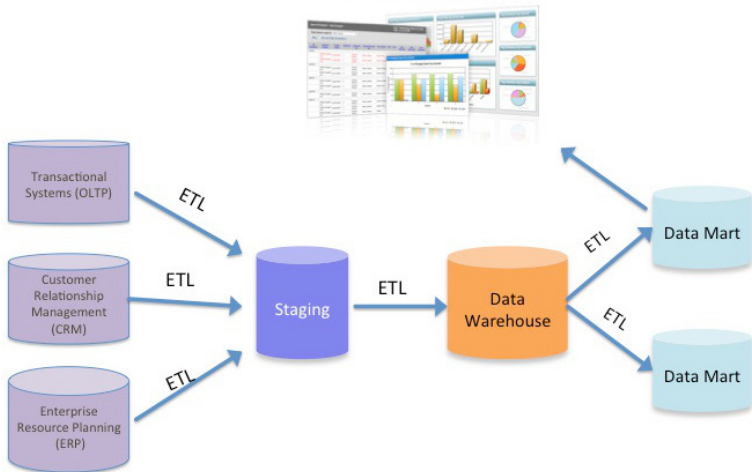 Transactional
Systems (OLTP)
ETL
Customer
Relationship
Management
(CRM)
ETL
Enterprise
Resource Planning
(ERP)
ETL
Staging
ETL
Data
Warehouse
ETL
ETL
Data Mart
Data Mart